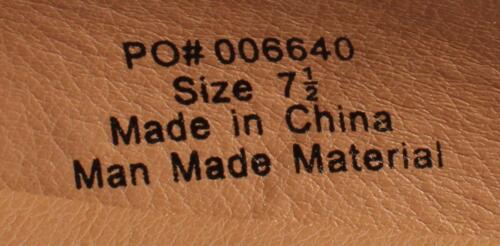 PO# 006640
Size 7½
Made in China
Man Made Material